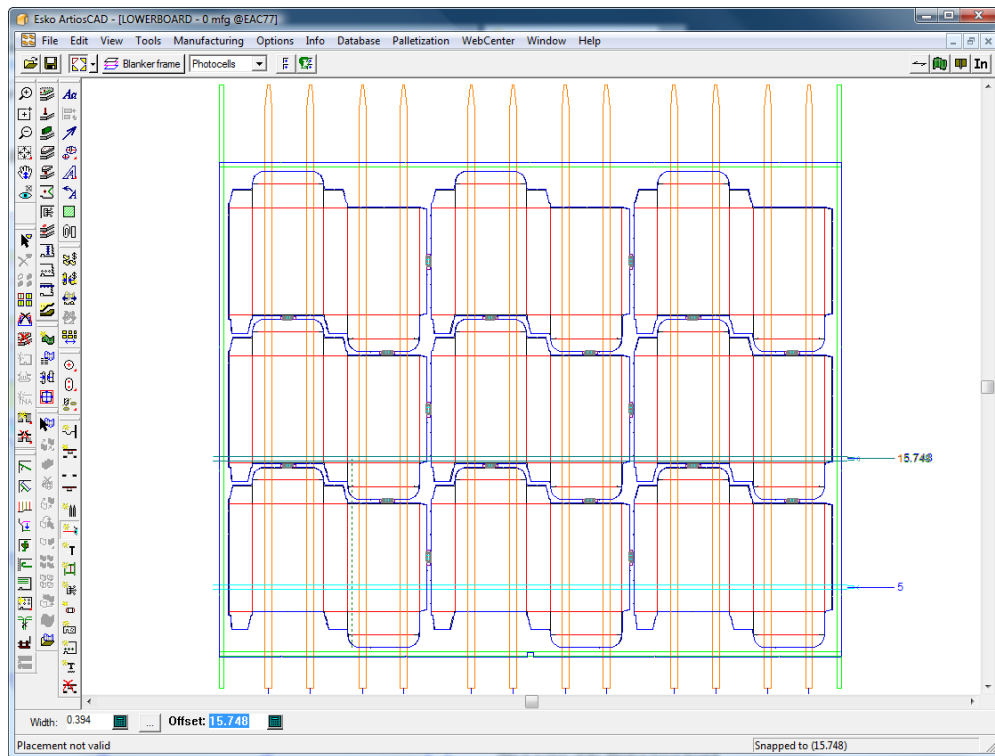 Esko ArtiosCAD - [LOWERBOARD - 0 mfg @EAC77]
File Edit View Tools Manufacturing Options Info Database Palletization WebCenter Window Help
Blanker frame Photocells In
Aa
A
15.748
5
T
T
Width: 0.394 ... Offset: 15.748
Placement not valid Snapped to (15.748)